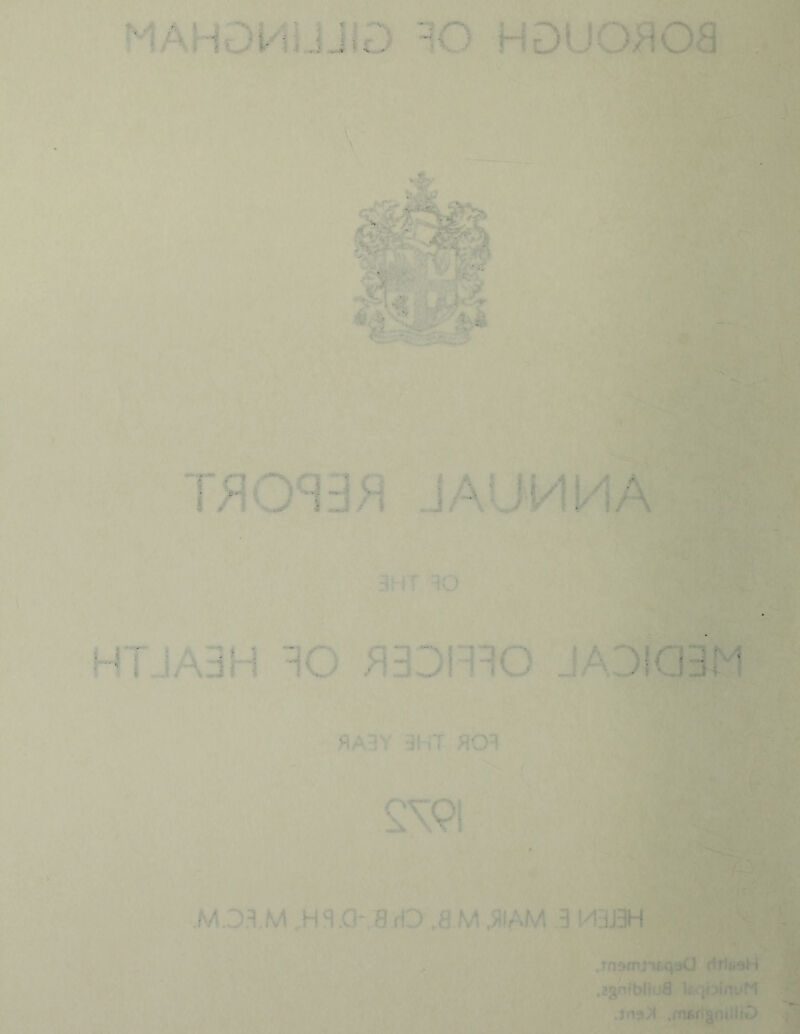 BOROUGH OF GILLINGHAM
ANNUAL REPORT
OF THE
MEDICAL OFFICER OF HEALTH
FOR THE YEAR
1972
HELEN E MAIR, M.B., Ch.B., D.P.H., M.F.C.M.
Health Department,
Municipal Buildings,
Gillingham, Kent.